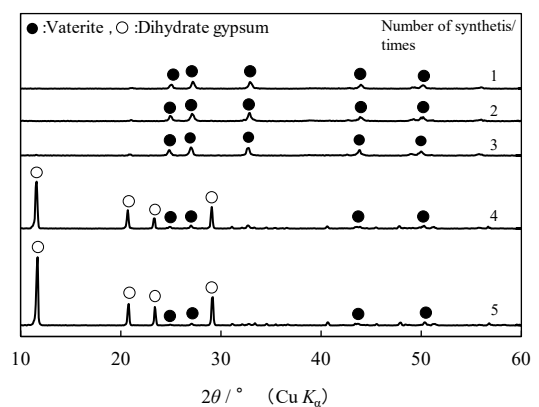 ●:Vaterite , ○:Dihydrate gypsum
Number of synthetis/
times
1
2
3
4
5
10 20 30 40 50 60
2θ / ° （Cu Kα）